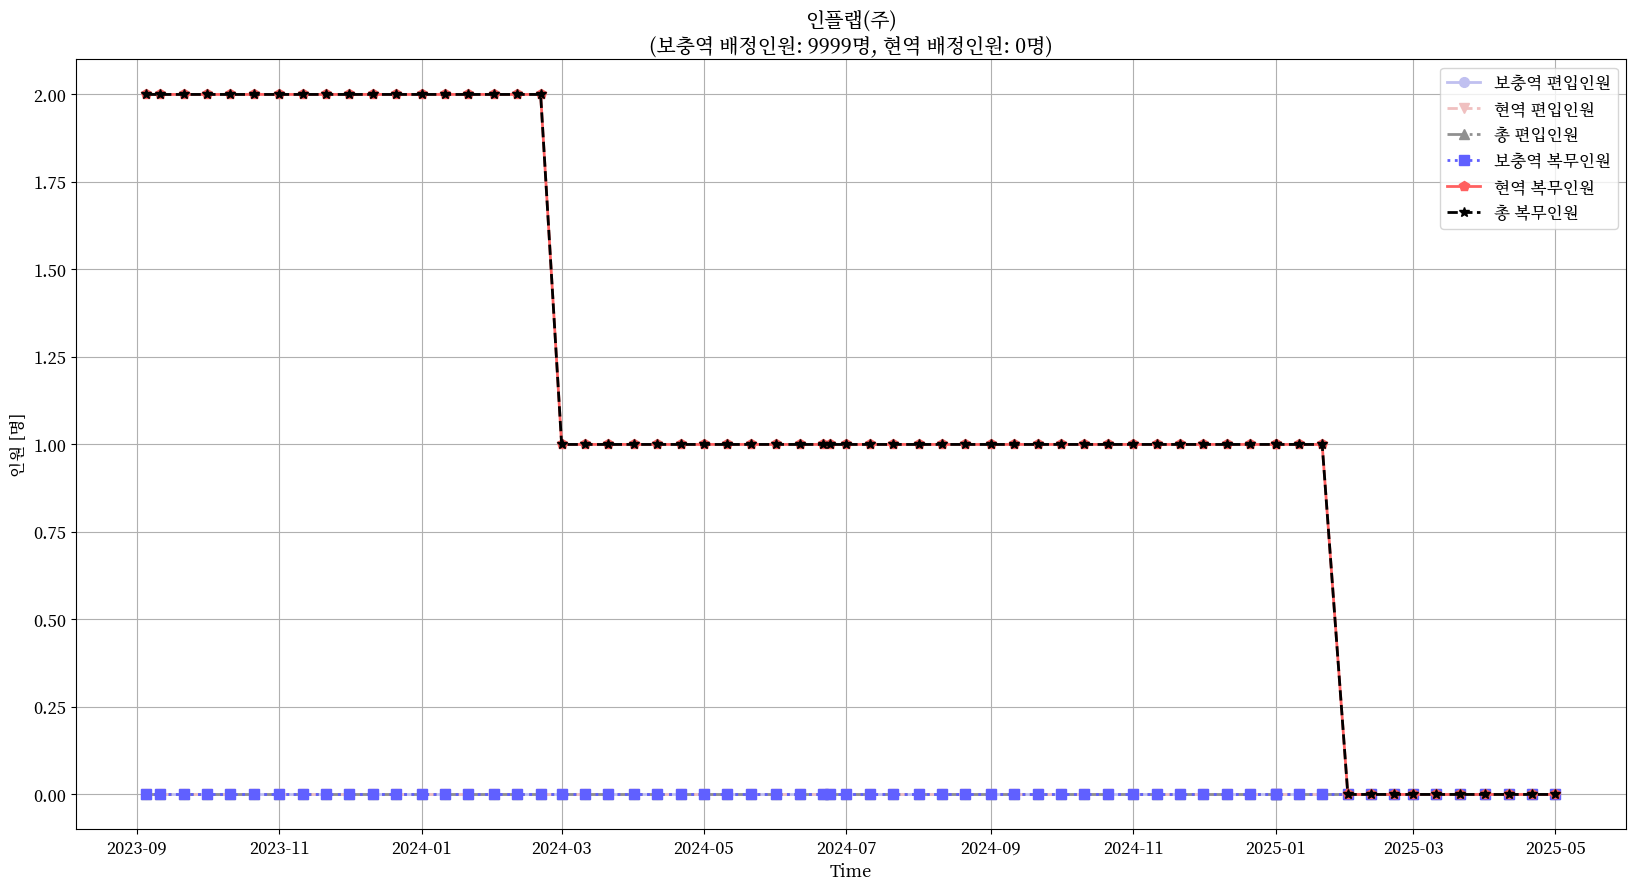 인플랩(주)
(보충역 배정인원: 9999명, 현역 배정인원: 0명)
보충역 편입인원
현역 편입인원
총 편입인원
보충역 복무인원
현역 복무인원
총 복무인원
인원 [명]
2.00
1.75
1.50
1.25
1.00
0.75
0.50
0.25
0.00
2023-09 2023-11 2024-01 2024-03 2024-05 2024-07 2024-09 2024-11 2025-01 2025-03 2025-05
Time